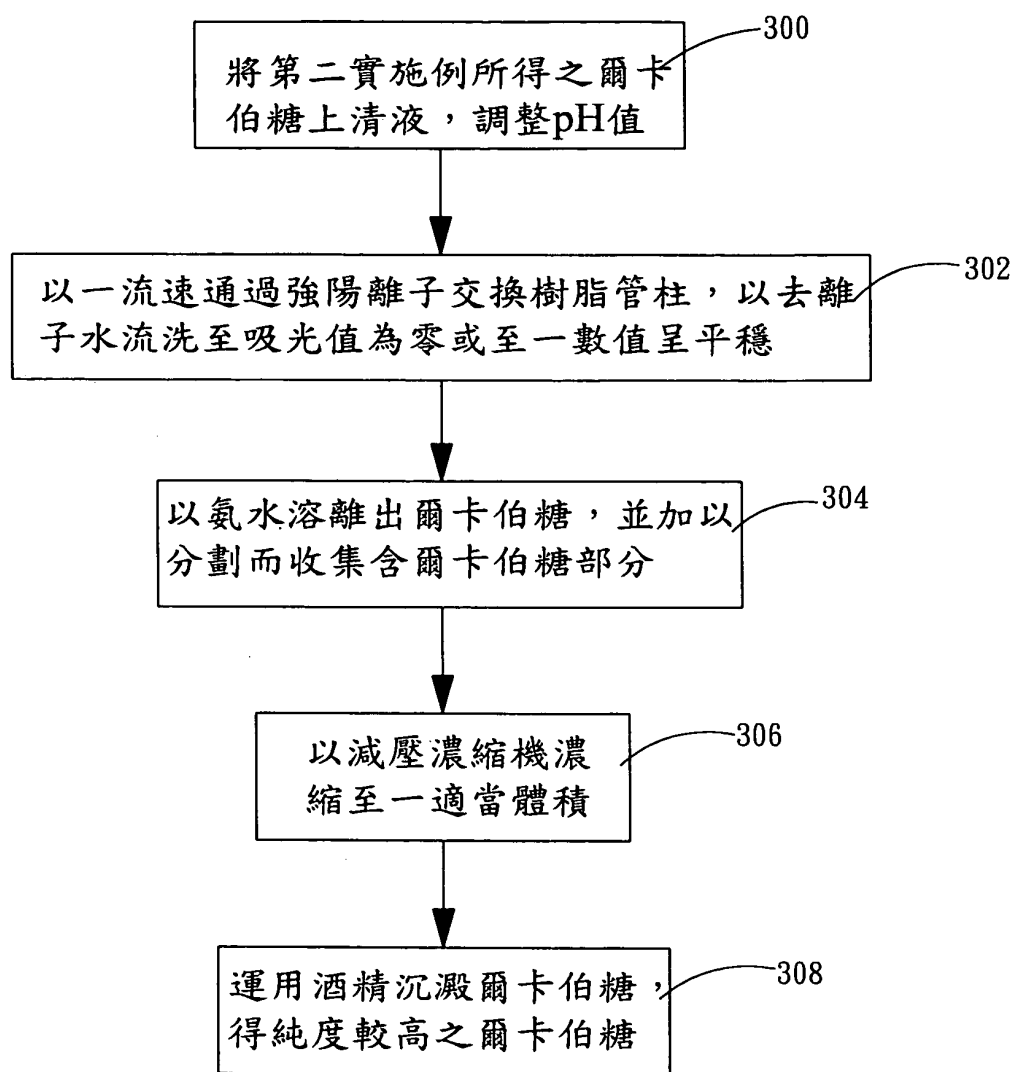 300
將第二實施例所得之爾卡
伯糖上清液，調整pH值
302
以一流速通過強陽離子交換樹脂管柱，以去離
子水流洗至吸光值為零或至一數值呈平穩
304
以氨水溶離出爾卡伯糖，並加以
分劃而收集含爾卡伯糖部分
306
以減壓濃縮機濃
縮至一適當體積
308
運用酒精沉澱爾卡伯糖，
得純度較高之爾卡伯糖